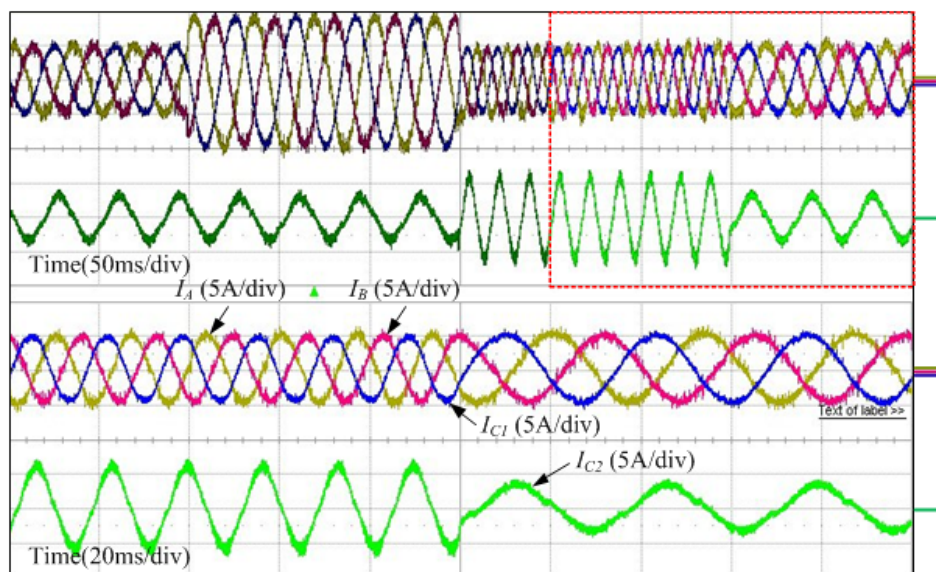 Time(50ms/div)
I_A (5A/div) I_B (5A/div)
Text of label >>
I_C1 (5A/div)
I_C2 (5A/div)
Time(20ms/div)